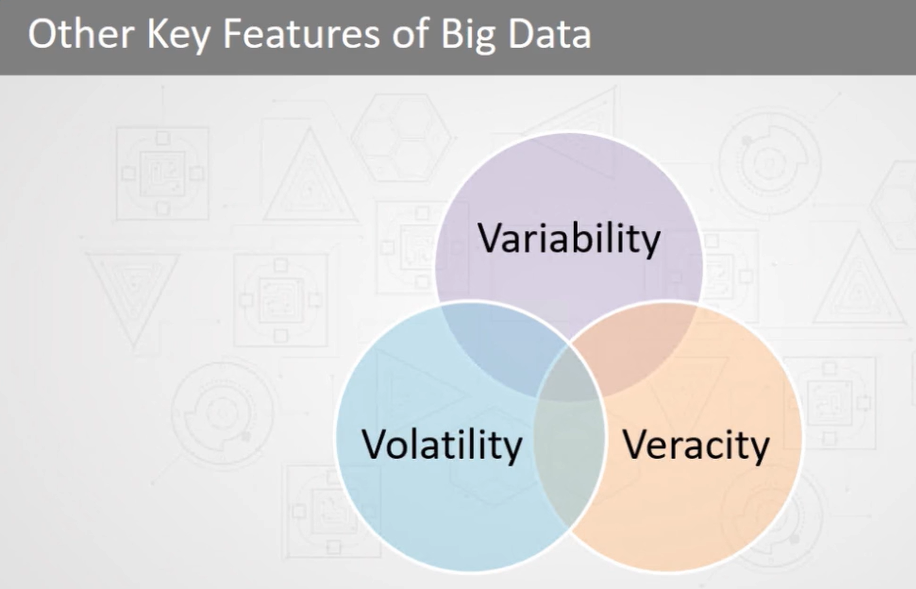 Other Key Features of Big Data
Variability
Volatility
Veracity